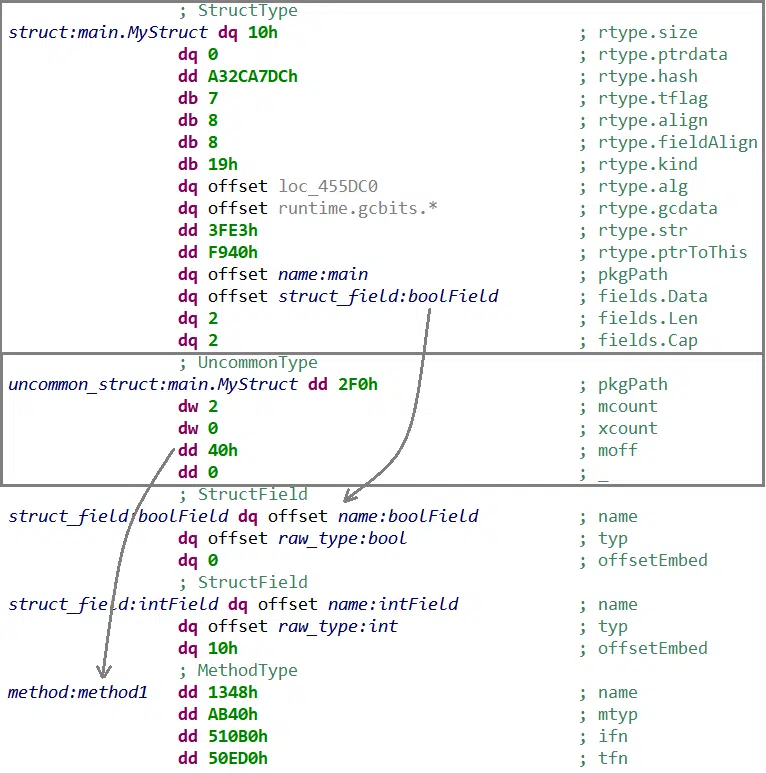 ; StructType
struct:main.MyStruct dq 10h ; rtype.size
dq 0 ; rtype.ptrdata
dd A32CA7DCh ; rtype.hash
db 7 ; rtype.tflag
db 8 ; rtype.align
db 8 ; rtype.fieldAlign
db 19h ; rtype.kind
dq offset loc_455DC0 ; rtype.alg
dq offset runtime.gcbits.* ; rtype.gcdata
dd 3FE3h ; rtype.str
dd F940h ; rtype.ptrToThis
dq offset name:main ; pkgPath
dq offset struct_field:boolField ; fields.Data
dq 2 ; fields.Len
dq 2 ; fields.Cap
; UncommonType
uncommon_struct:main.MyStruct dd 2F0h ; pkgPath
dw 2 ; mcount
dw 0 ; xcount
dd 40h ; moff
dd 0 ; _
; StructField
struct_field:boolField dq offset name:boolField ; name
dq offset raw_type:bool ; typ
dq 0 ; offsetEmbed
; StructField
struct_field:intField dq offset name:intField ; name
dq offset raw_type:int ; typ
dq 10h ; offsetEmbed
; MethodType
method:method1 dd 1348h ; name
dd AB40h ; mtyp
dd 510B0h ; ifn
dd 50ED0h ; tfn